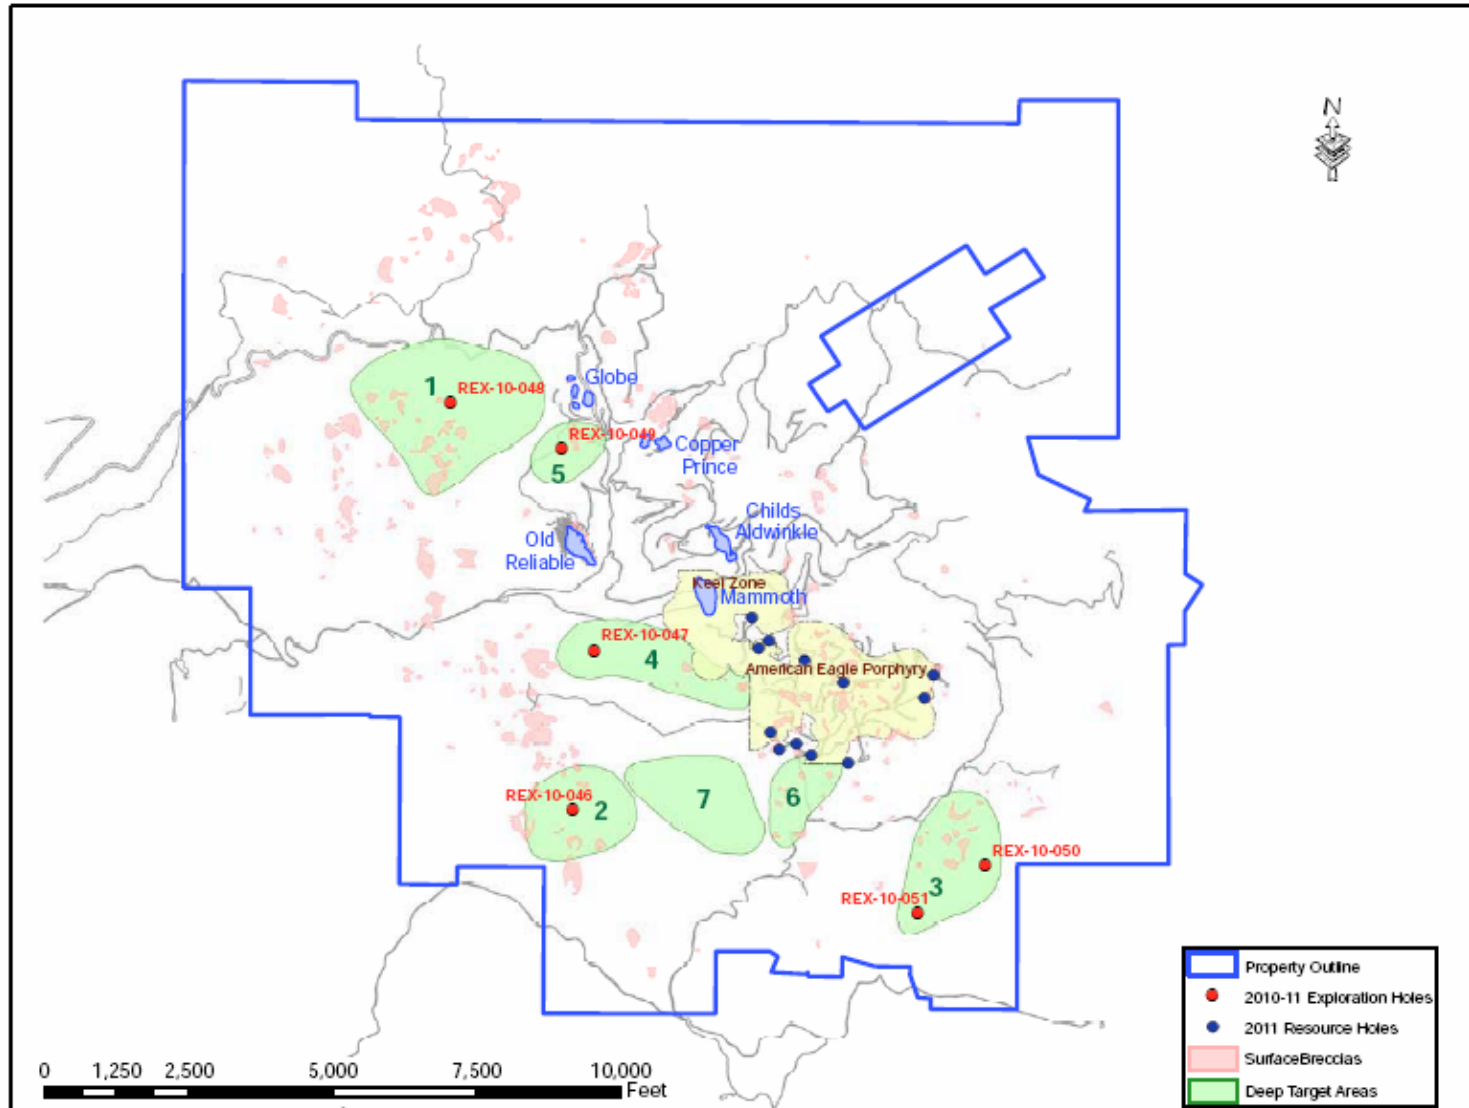 N
Globe
1
REX-10-048
REX-10-049
5
Copper
Prince
Childs
Aldwinkle
Old
Reliable
Keel Zone
Mammoth
REX-10-047
4
American Eagle Porphyry
REX-10-046
2
7
6
REX-10-050
3
REX-10-051
Property Outline
2010-11 Exploration Holes
2011 Resource Holes
SurfaceBreccias
Deep Target Areas
0 1,250 2,500 5,000 7,500 10,000
Feet